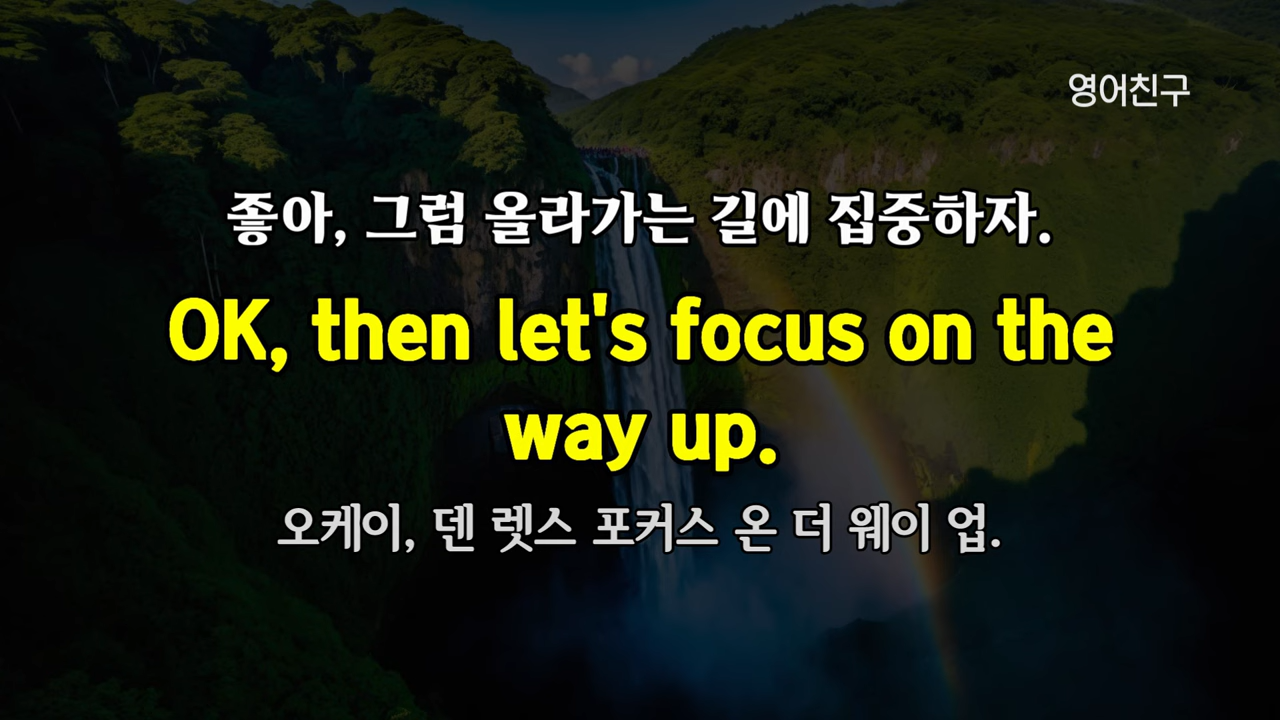 영어친구
좋아, 그럼 올라가는 길에 집중하자.
OK, then let's focus on the
way up.
오케이, 덴 렛스 포커스 온 더 웨이 업.